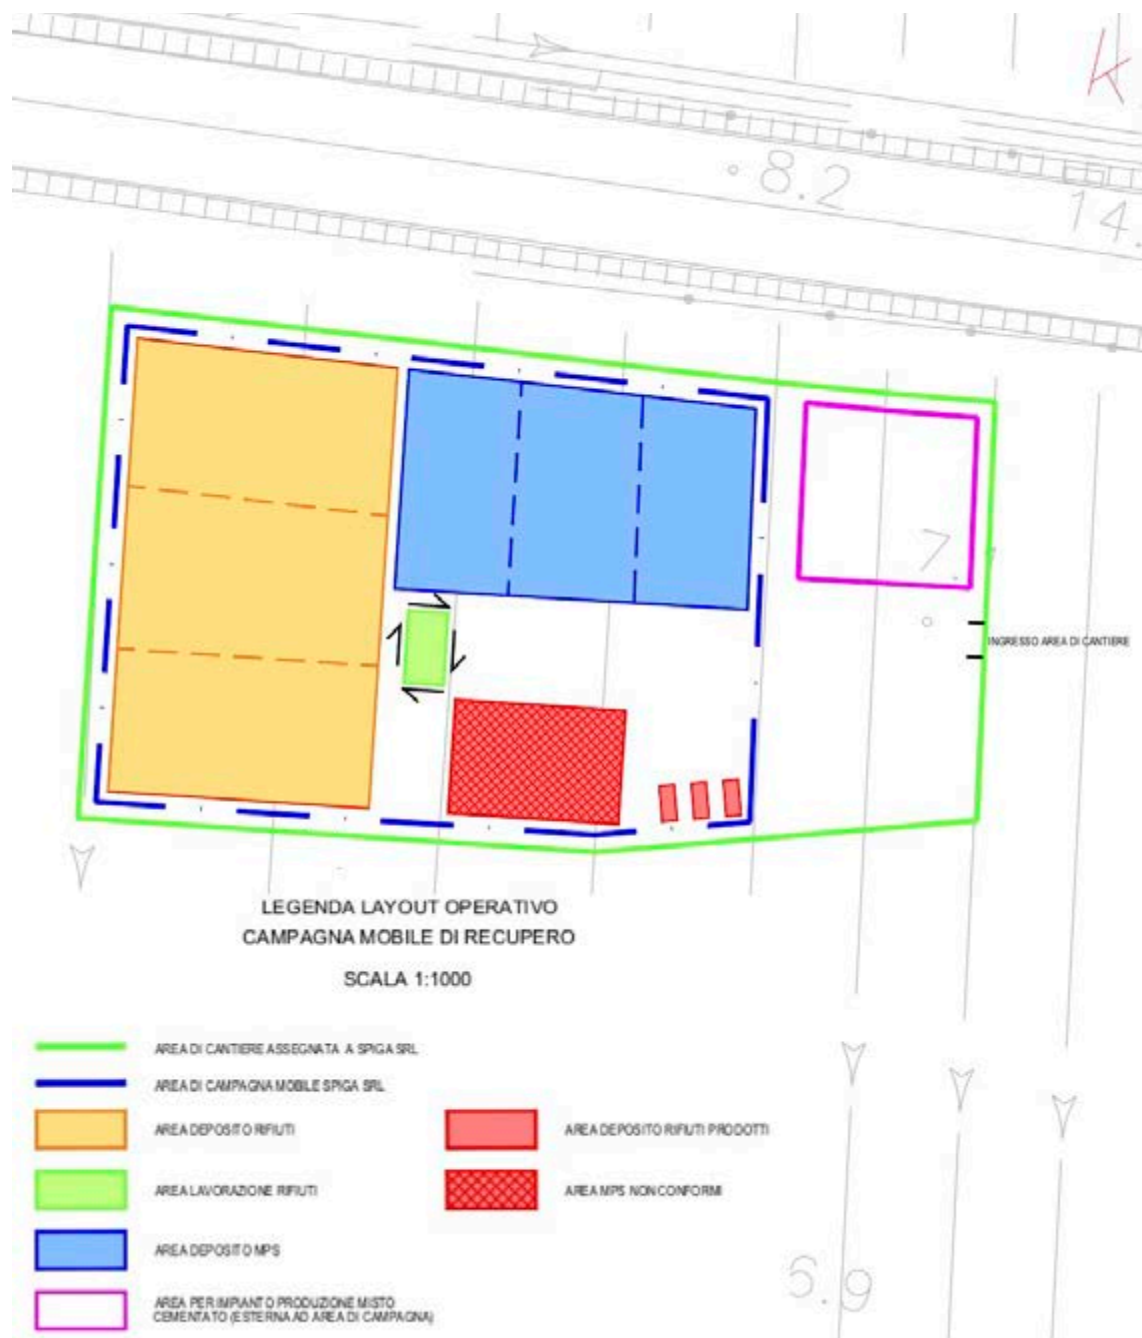 k
8.2
14.
7.
INGRESSO AREA DI CANTIERE
LEGENDA LAYOUT OPERATIVO
CAMPAGNA MOBILE DI RECUPERO
SCALA 1:1000
AREA DI CANTIERE ASSEGNATA A SPIGA SRL
AREA DI CAMPAGNA MOBILE SPIGA SRL
AREA DEPOSITO RIFIUTI
AREA DEPOSITO RIFIUTI PRODOTTI
AREA LAVORAZIONE RIFIUTI
AREA MPS NON CONFORMI
AREA DEPOSITO MPS
AREA PER IMPIANTO PRODUZIONE MISTO
CEMENTATO (ESTERNA AD AREA DI CAMPAGNA)
6.9